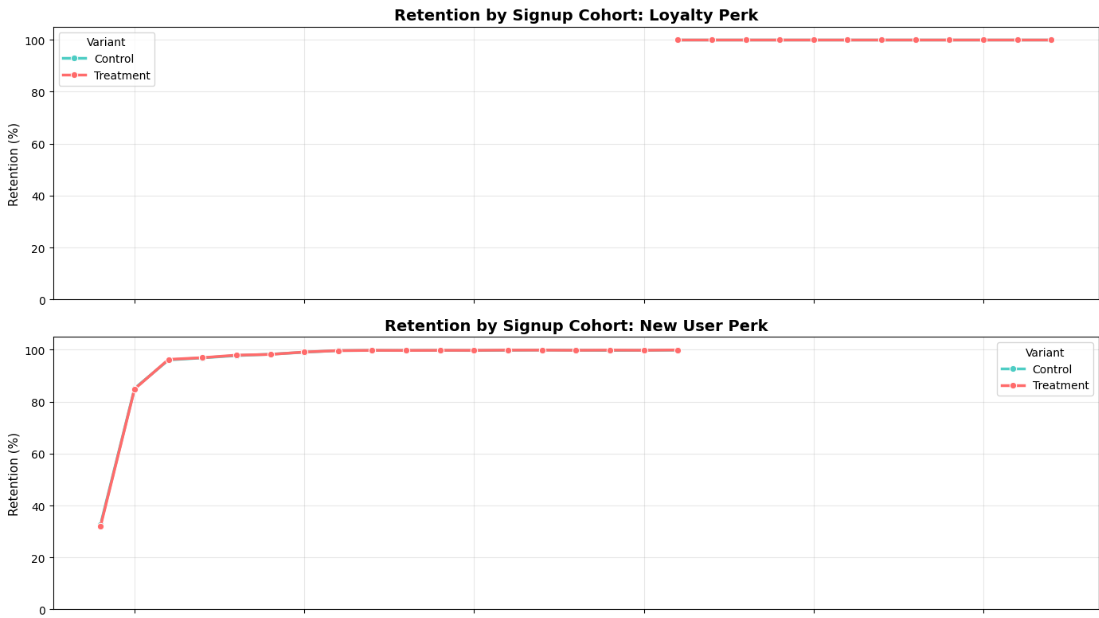 Retention by Signup Cohort: Loyalty Perk
Retention (%)
100
80
60
40
20
0
Variant
Control
Treatment
Retention by Signup Cohort: New User Perk
Retention (%)
100
80
60
40
20
0
Variant
Control
Treatment